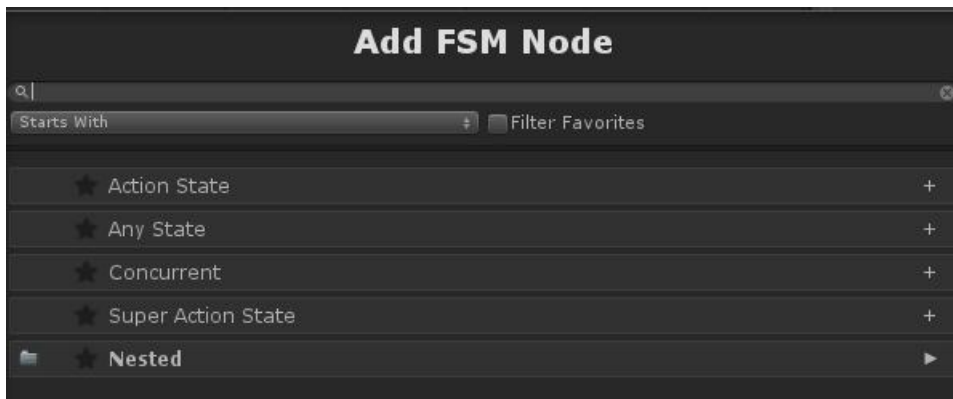 Add FSM Node
Starts With Filter Favorites
Action State +
Any State +
Concurrent +
Super Action State +
Nested